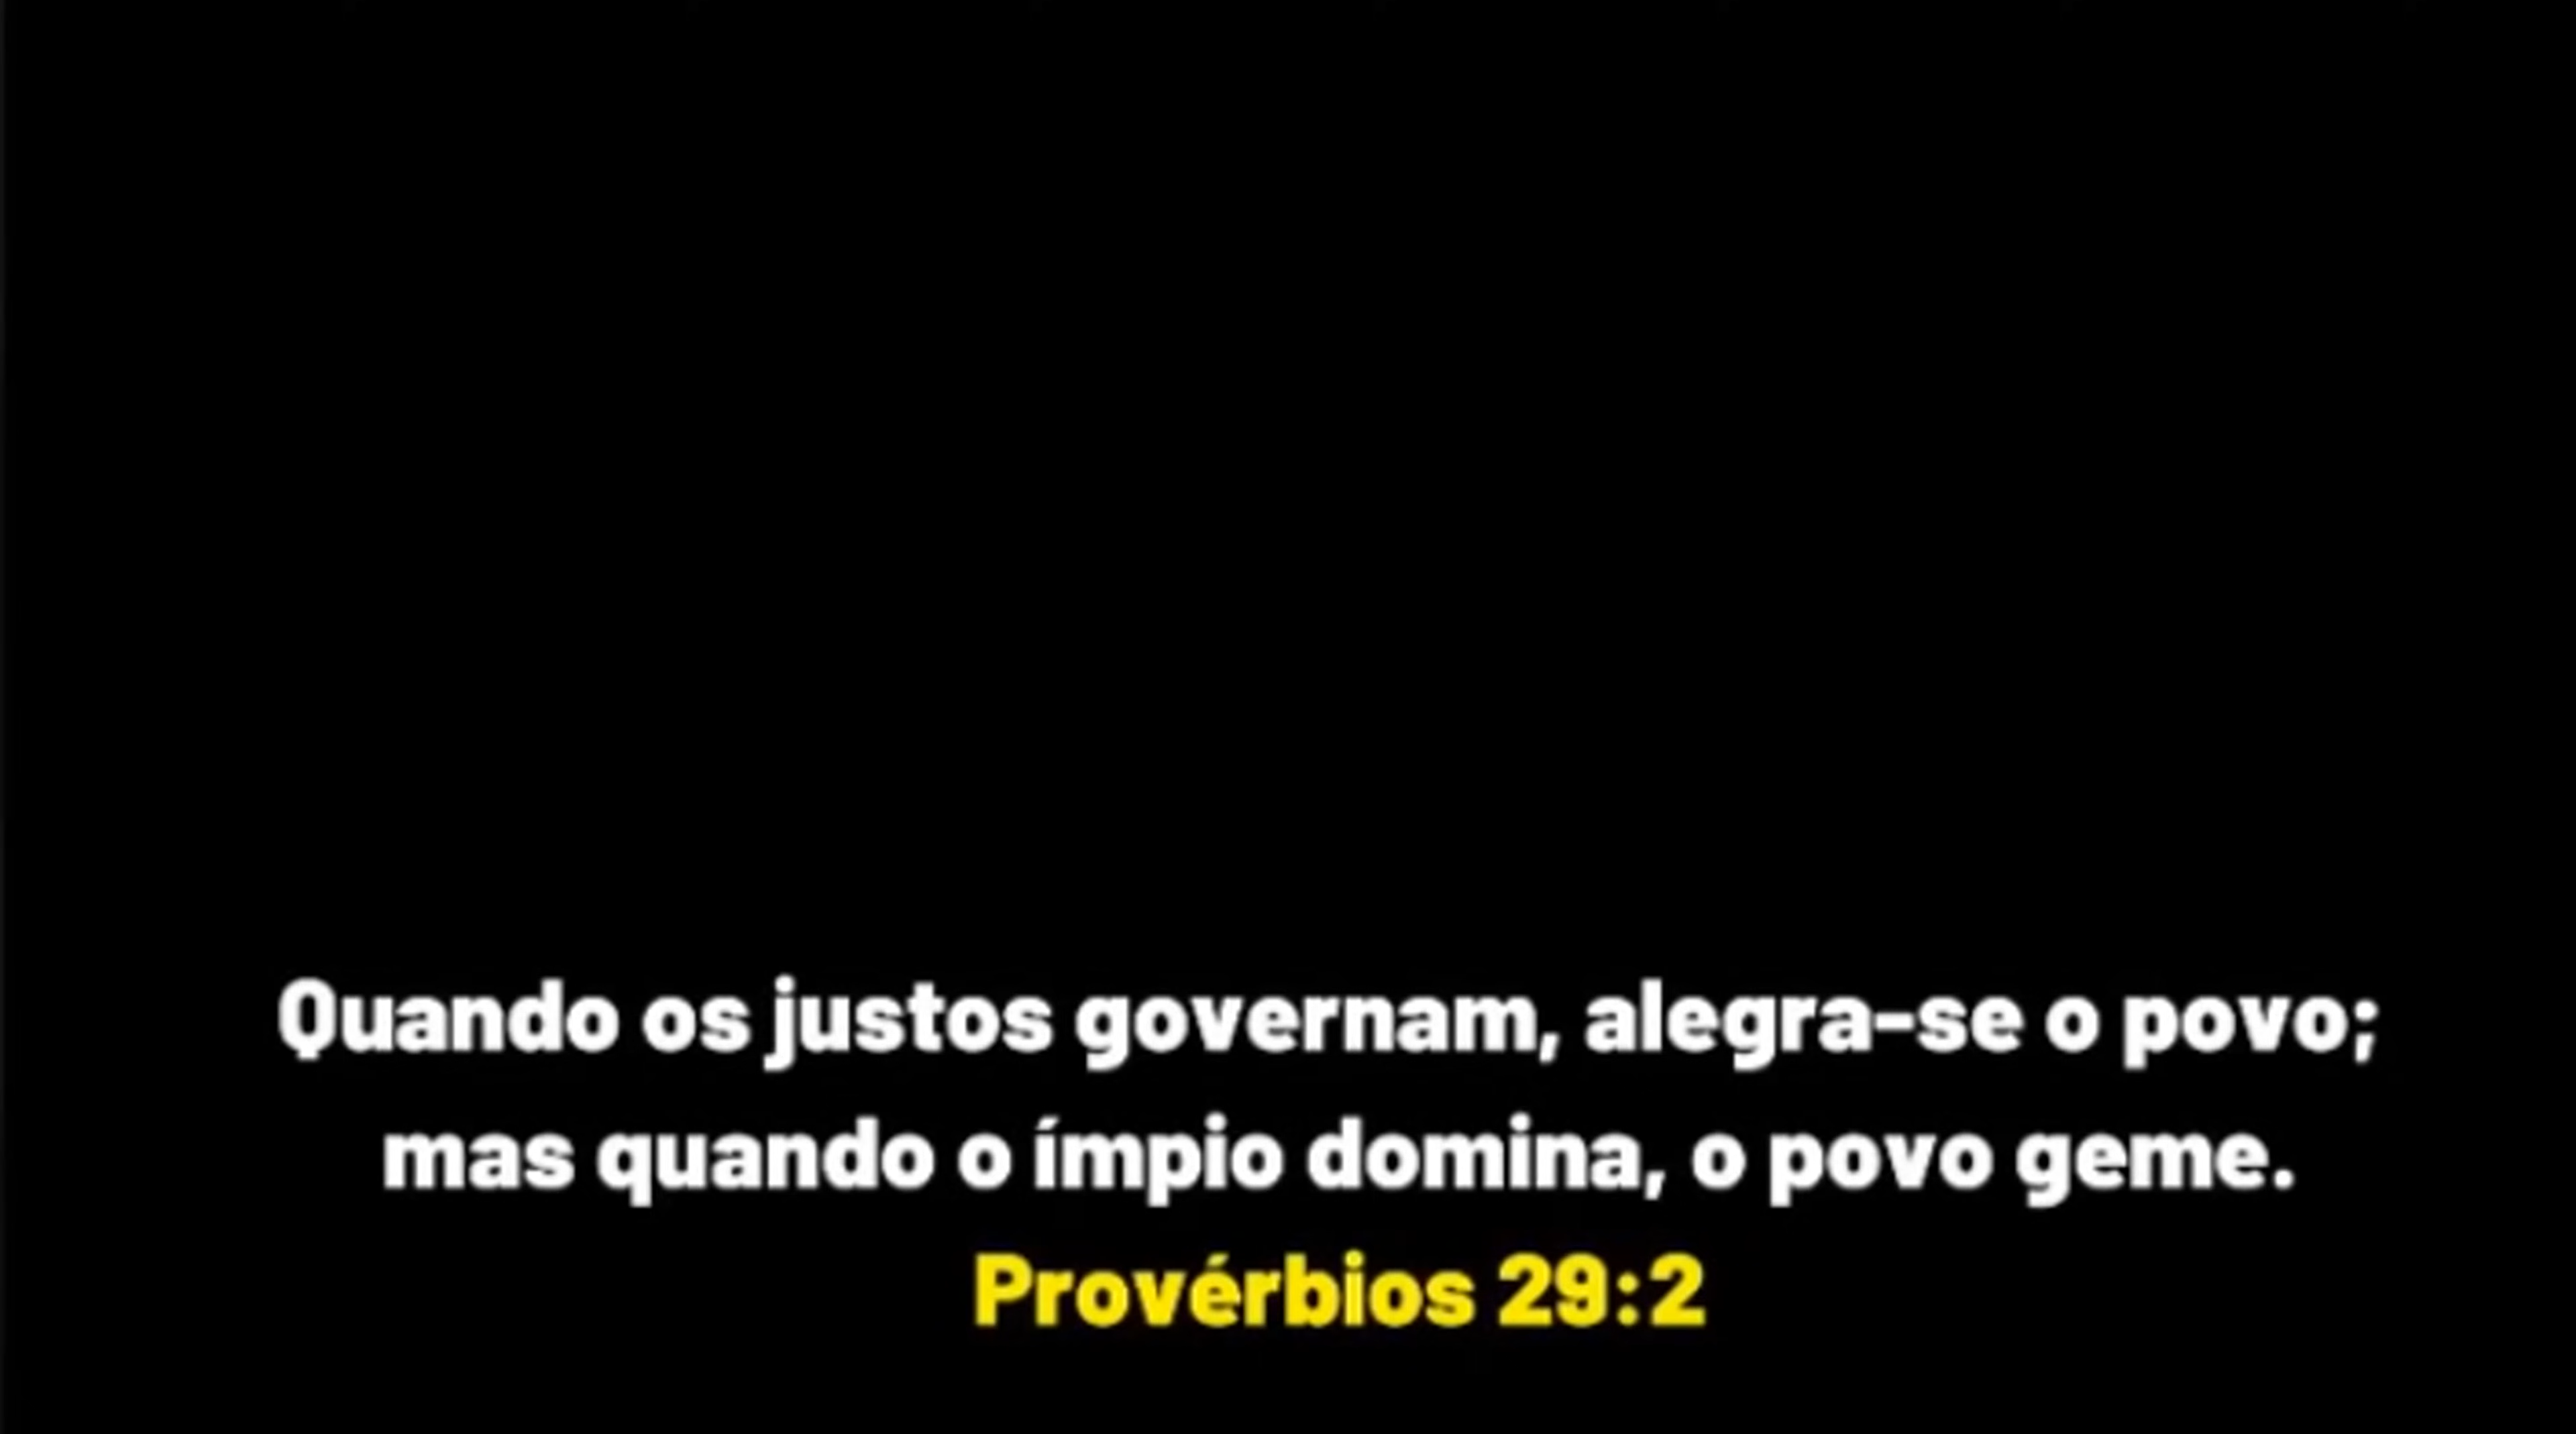 Quando os justos governam, alegra-se o povo;
mas quando o ímpio domina, o povo geme.
Provérbios 29:2